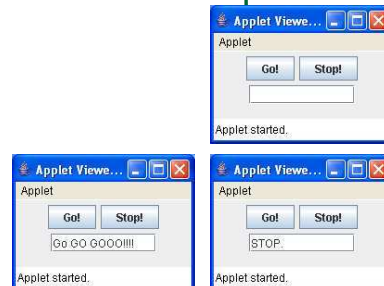 Applet Viewe...
Applet
Go! Stop!
Applet started.
Applet Viewe...
Applet
Go! Stop!
Go GO GOOO!!!!
Applet started.
Applet Viewe...
Applet
Go! Stop!
STOP.
Applet started.